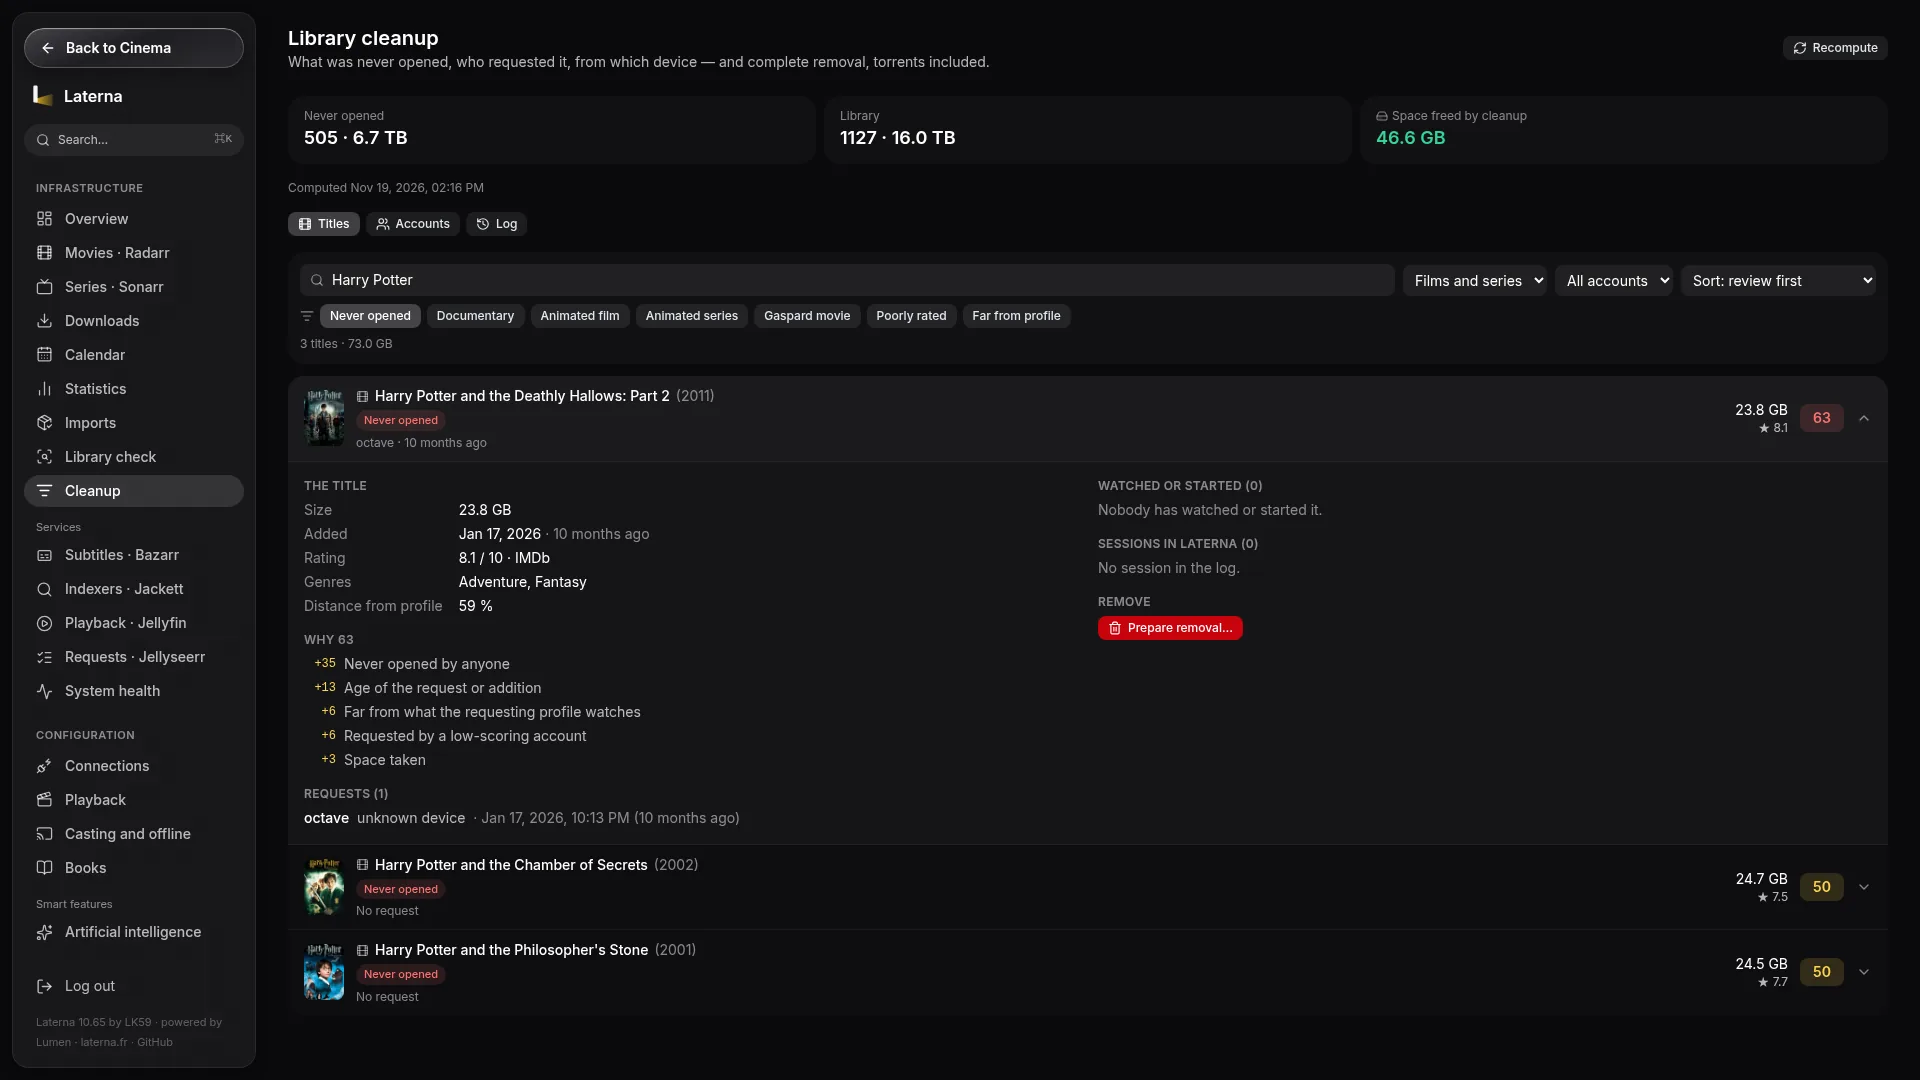 Back to Cinema
Laterna
Search... ⌘K
INFRASTRUCTURE
Overview
Movies · Radarr
Series · Sonarr
Downloads
Calendar
Statistics
Imports
Library check
Cleanup
Services
Subtitles · Bazarr
Indexers · Jackett
Playback · Jellyfin
Requests · Jellyseerr
System health
CONFIGURATION
Connections
Playback
Casting and offline
Books
Smart features
Artificial intelligence
Log out
Laterna 10.65 by LK59 · powered by
Lumen · laterna.fr · GitHub
Library cleanup
What was never opened, who requested it, from which device — and complete removal, torrents included.
Recompute
Never opened
505 · 6.7 TB
Library
1127 · 16.0 TB
Space freed by cleanup
46.6 GB
Computed Nov 19, 2026, 02:16 PM
Titles Accounts Log
Harry Potter Films and series All accounts Sort: review first
Never opened Documentary Animated film Animated series Gaspard movie Poorly rated Far from profile
3 titles · 73.0 GB
Harry Potter and the Deathly Hallows: Part 2 (2011)
Never opened
octave · 10 months ago
23.8 GB
★ 8.1
63
THE TITLE
Size 23.8 GB
Added Jan 17, 2026 · 10 months ago
Rating 8.1 / 10 · IMDb
Genres Adventure, Fantasy
Distance from profile 59 %
WHY 63
+35 Never opened by anyone
+13 Age of the request or addition
+6 Far from what the requesting profile watches
+6 Requested by a low-scoring account
+3 Space taken
REQUESTS (1)
octave unknown device · Jan 17, 2026, 10:13 PM (10 months ago)
WATCHED OR STARTED (0)
Nobody has watched or started it.
SESSIONS IN LATERNA (0)
No session in the log.
REMOVE
Prepare removal...
Harry Potter and the Chamber of Secrets (2002)
Never opened
No request
24.7 GB
★ 7.5
50
Harry Potter and the Philosopher's Stone (2001)
Never opened
No request
24.5 GB
★ 7.7
50